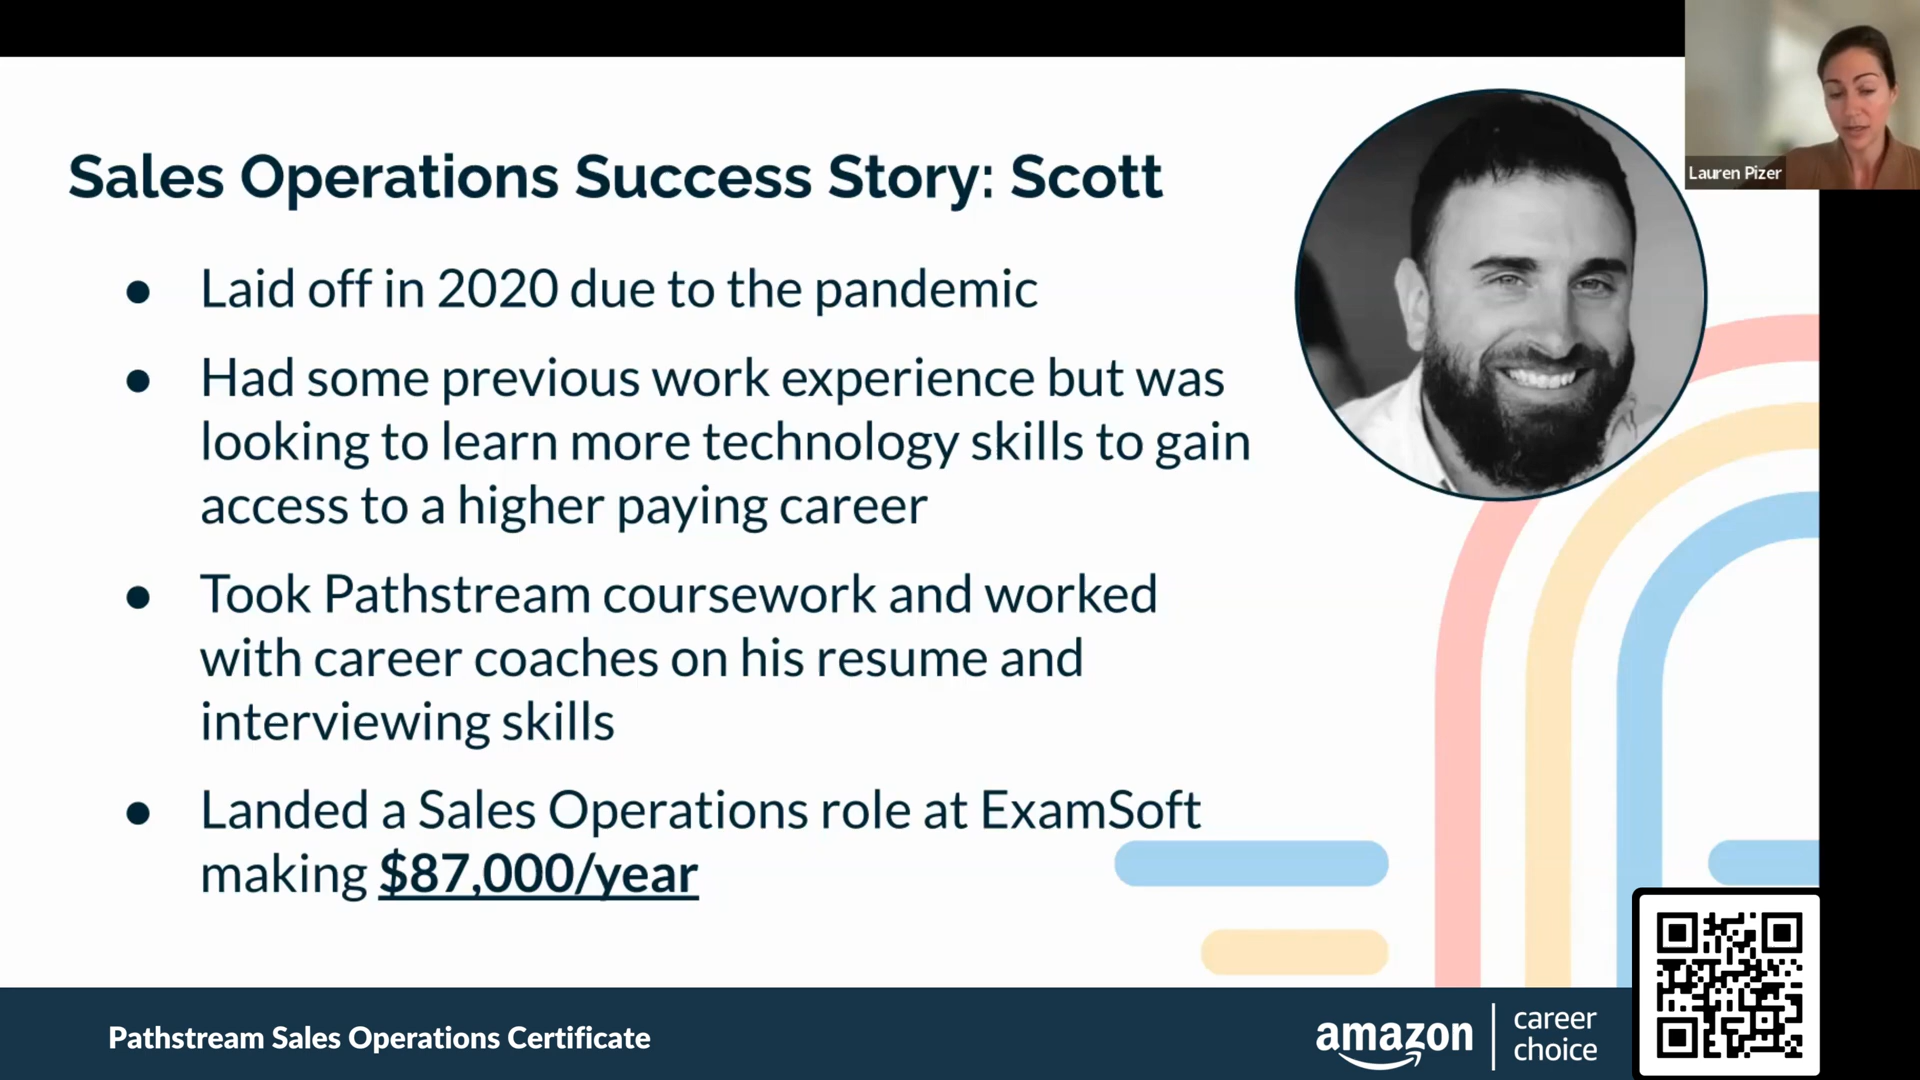 Lauren Pizer
Sales Operations Success Story: Scott
● Laid off in 2020 due to the pandemic
● Had some previous work experience but was
looking to learn more technology skills to gain
access to a higher paying career
● Took Pathstream coursework and worked
with career coaches on his resume and
interviewing skills
● Landed a Sales Operations role at ExamSoft
making $87,000/year
Pathstream Sales Operations Certificate
amazon
career
choice